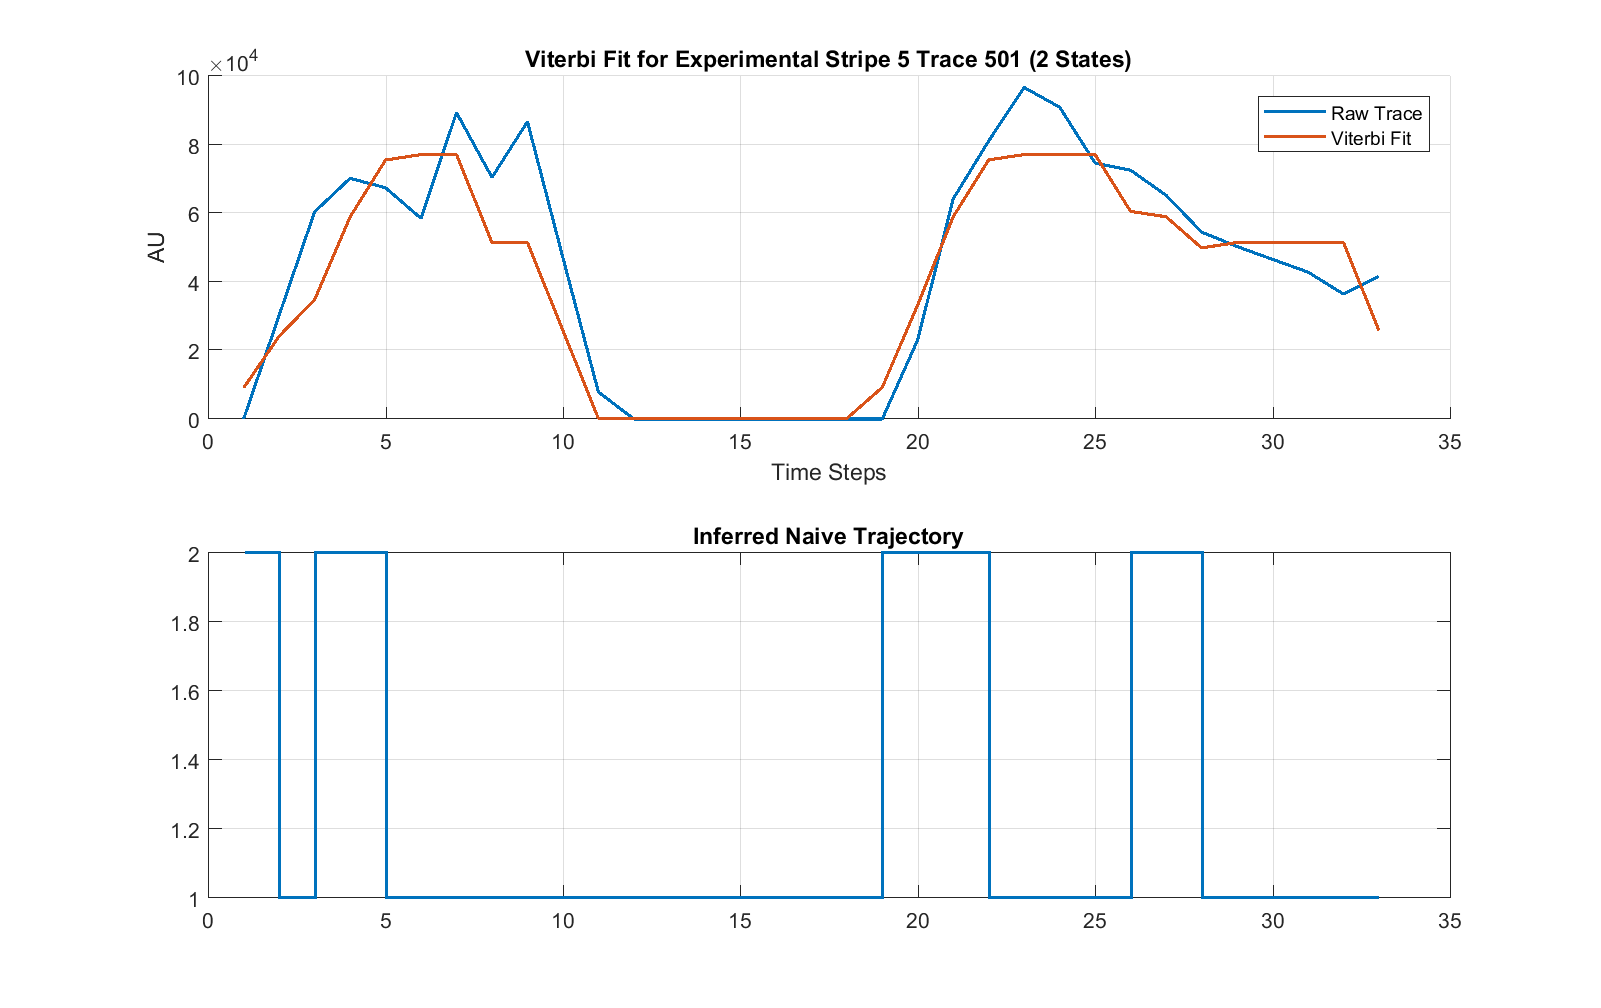 Viterbi Fit for Experimental Stripe 5 Trace 501 (2 States)
×10⁴
10
8
6
4
2
0
AU
0 5 10 15 20 25 30 35
Time Steps
Raw Trace
Viterbi Fit
Inferred Naive Trajectory
2
1.8
1.6
1.4
1.2
1
0 5 10 15 20 25 30 35